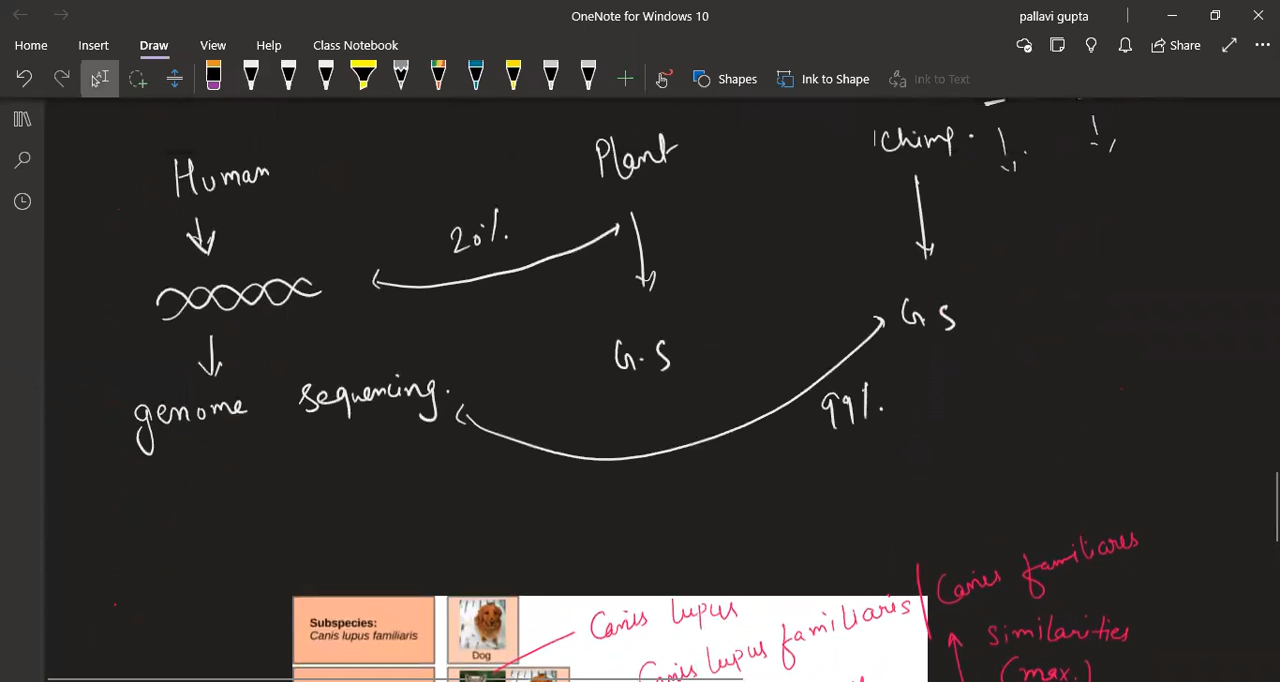 OneNote for Windows 10
pallavi gupta
Home Insert Draw View Help Class Notebook
Share
Shapes Ink to Shape Ink to Text
Human
Plant
Chimp.
20%.
G.S
G.S
genome sequencing.
99%.
Subspecies:
Canis lupus familiaris
Dog
Canis lupus
Canis lupus familiaris
Canies familiares
Similarities
(max.)